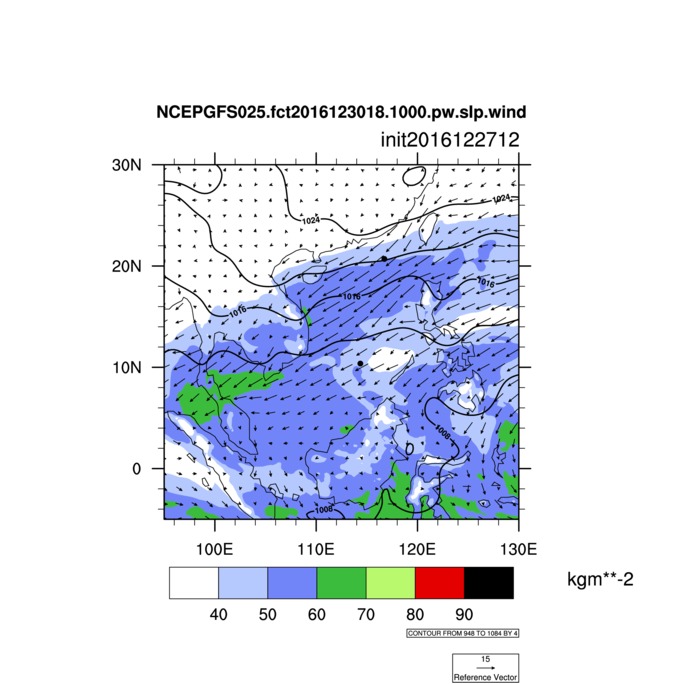 NCEPGFS025.fct2016123018.1000.pw.slp.wind
init2016122712
30N
1024
1024
20N
1016
1016
1016
10N
1008
0
1008
100E 110E 120E 130E
kgm**-2
40 50 60 70 80 90
CONTOUR FROM 948 TO 1084 BY 4
15
Reference Vector